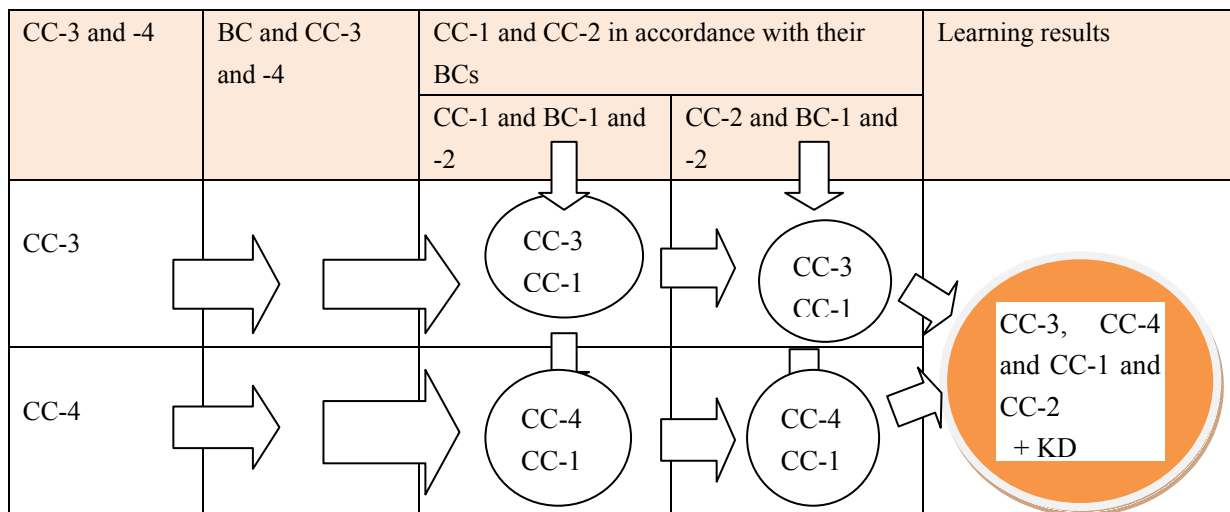 CC-3 and -4
BC and CC-3
and -4
CC-1 and CC-2 in accordance with their
BCs
Learning results
CC-1 and BC-1 and
-2
CC-2 and BC-1 and
-2
CC-3
CC-3
CC-1
CC-3
CC-1
CC-3, CC-4
and CC-1 and
CC-2
+ KD
CC-4
CC-4
CC-1
CC-4
CC-1